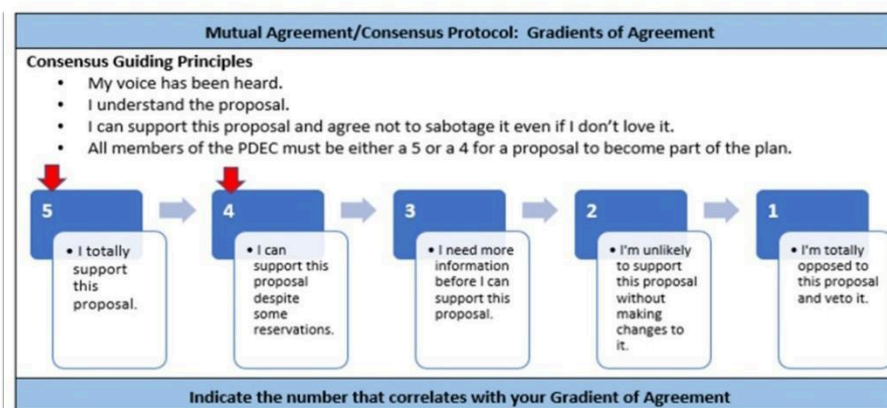 Mutual Agreement/Consensus Protocol: Gradients of Agreement
Consensus Guiding Principles
• My voice has been heard.
• I understand the proposal.
• I can support this proposal and agree not to sabotage it even if I don't love it.
• All members of the PDEC must be either a 5 or a 4 for a proposal to become part of the plan.
5
• I totally
support
this
proposal.
4
• I can
support this
proposal
despite
some
reservations.
3
• I need more
information
before I can
support this
proposal.
2
• I'm unlikely
to support
this proposal
without
making
changes to
it.
1
• I'm totally
opposed to
this proposal
and veto it.
Indicate the number that correlates with your Gradient of Agreement